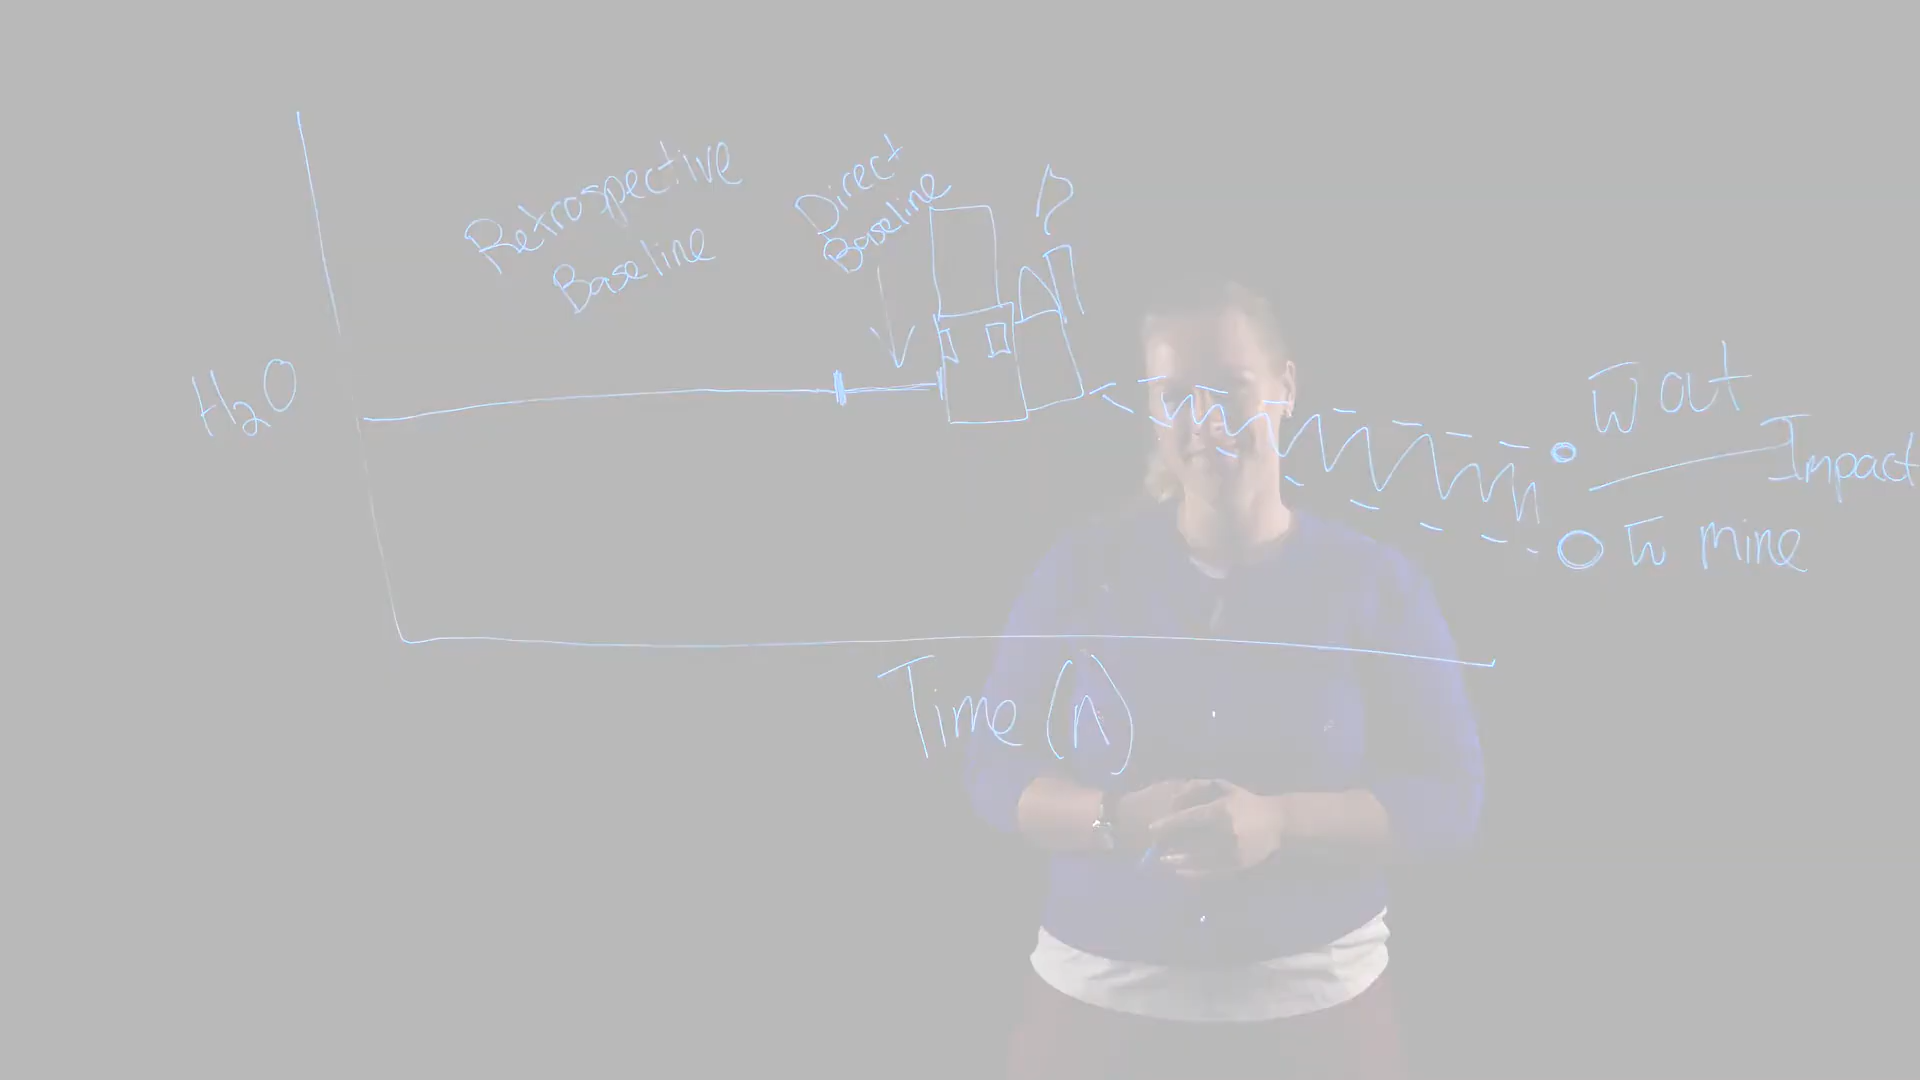 Retrospective
Baseline
Direct
Baseline
H2O
w out
Impact
w mine
Time (n)